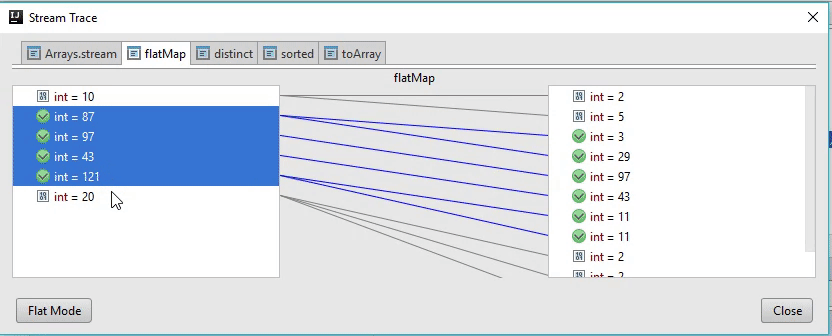 Stream Trace
Arrays.stream flatMap distinct sorted toArray
flatMap
int = 10
int = 87
int = 97
int = 43
int = 121
int = 20
int = 2
int = 5
int = 3
int = 29
int = 97
int = 43
int = 11
int = 11
int = 2
int = 2
Flat Mode
Close